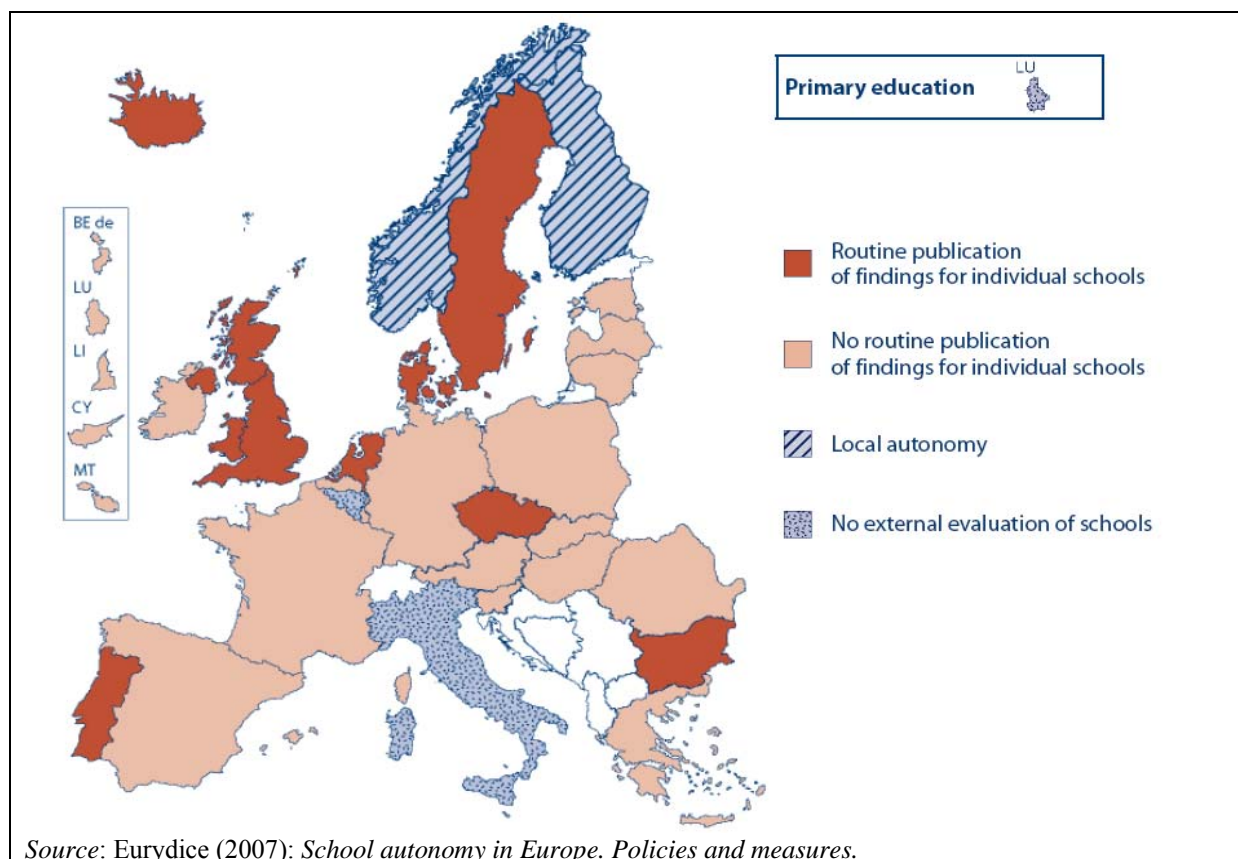 Primary education
LU
BE de
LU
LI
CY
MT
Routine publication
of findings for individual schools
No routine publication
of findings for individual schools
Local autonomy
No external evaluation of schools
Source: Eurydice (2007): School autonomy in Europe. Policies and measures.